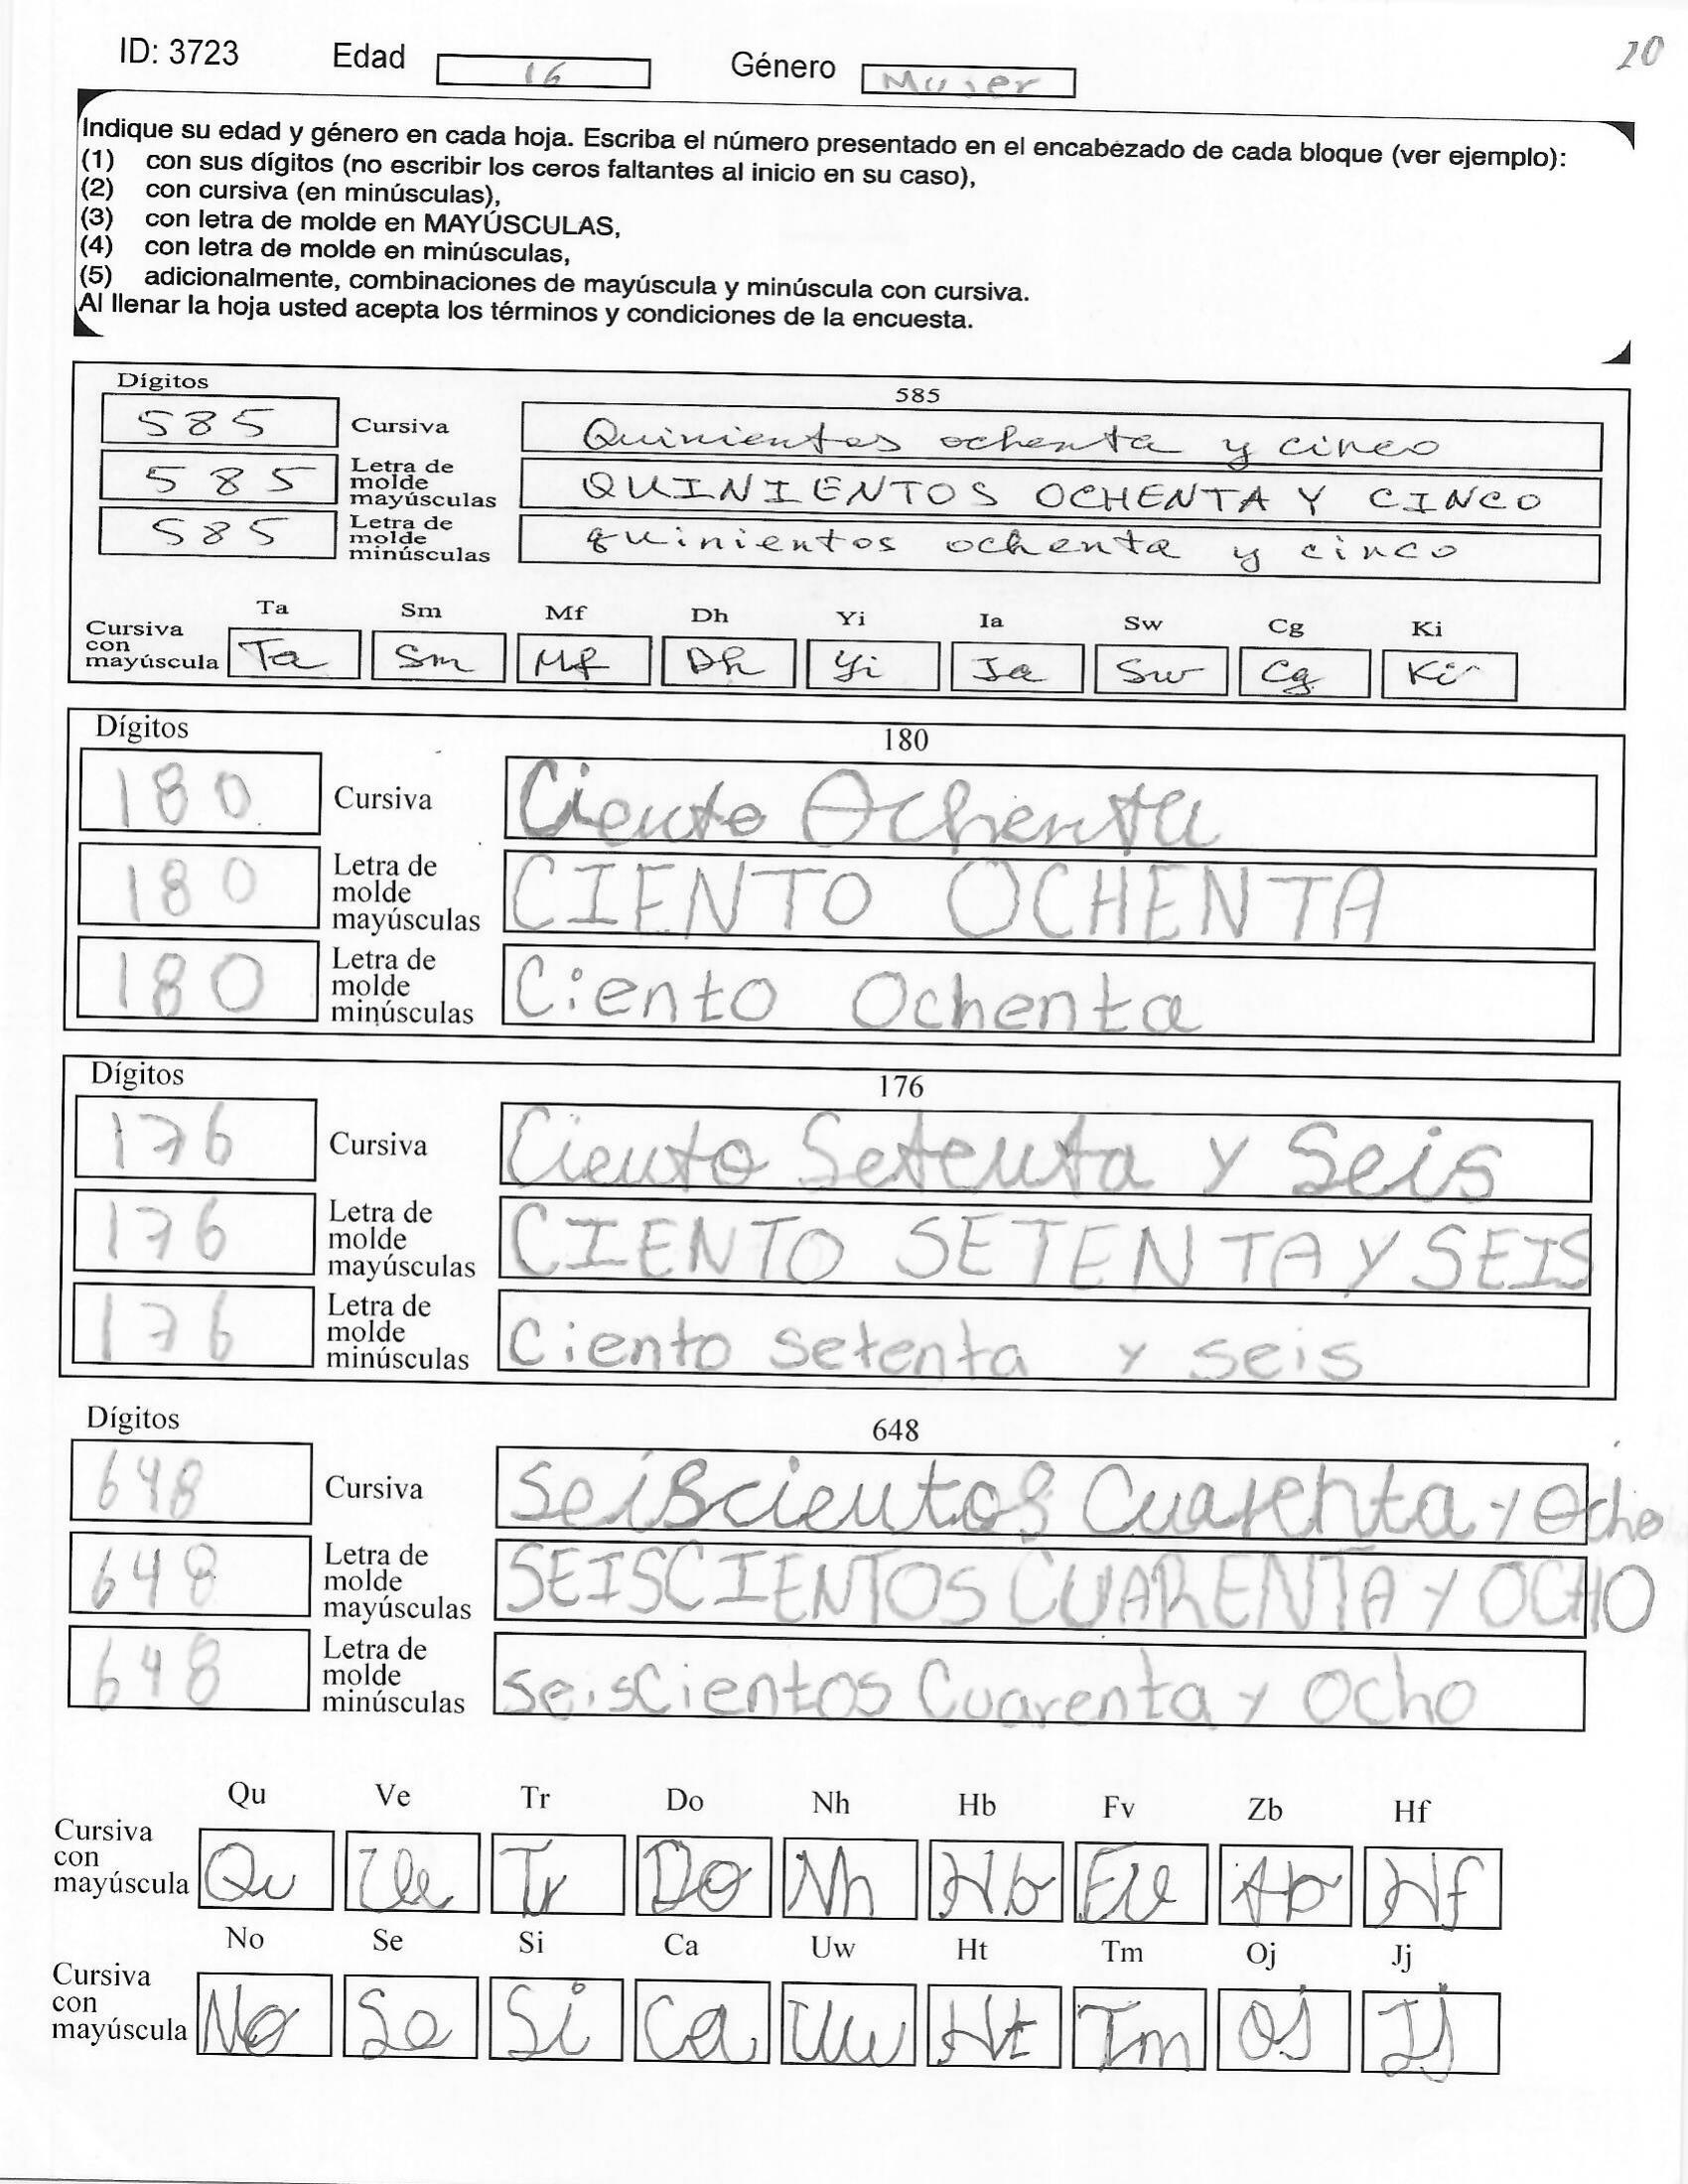 ID: 3723 Edad 16 Género Mujer 20
Indique su edad y género en cada hoja. Escriba el número presentado en el encabezado de cada bloque (ver ejemplo):
(1) con sus dígitos (no escribir los ceros faltantes al inicio en su caso),
(2) con cursiva (en minúsculas),
(3) con letra de molde en MAYÚSCULAS,
(4) con letra de molde en minúsculas,
(5) adicionalmente, combinaciones de mayúscula y minúscula con cursiva.
Al llenar la hoja usted acepta los términos y condiciones de la encuesta.
Dígitos 585
585 Cursiva Quinientos ochenta y cinco
585 Letra de molde mayúsculas QUINIENTOS OCHENTA Y CINCO
585 Letra de molde minúsculas quinientos ochenta y cinco
Ta Sm Mf Dh Yi Ia Sw Cg Ki
Cursiva con mayúscula Ta Sm Mf Dh Yi Ia Sw Cg Ki
Dígitos 180
180 Cursiva Ciento Ochenta
180 Letra de molde mayúsculas CIENTO OCHENTA
180 Letra de molde minúsculas Ciento Ochenta
Dígitos 176
176 Cursiva Ciento Setenta y Seis
176 Letra de molde mayúsculas CIENTO SETENTA Y SEIS
176 Letra de molde minúsculas Ciento setenta y seis
Dígitos 648
648 Cursiva SeiScientos Cuarenta y Ocho
648 Letra de molde mayúsculas SEISCIENTOS CUARENTA Y OCHO
648 Letra de molde minúsculas SeisCientos Cuarenta y Ocho
Qu Ve Tr Do Nh Hb Fv Zb Hf
Cursiva con mayúscula Qu Ve Tr Do Nh Hb Fv Hf
No Se Si Ca Uw Ht Tm Oj Jj
Cursiva con mayúscula No Se Si Ca Uw Ht Tm Oj Jj